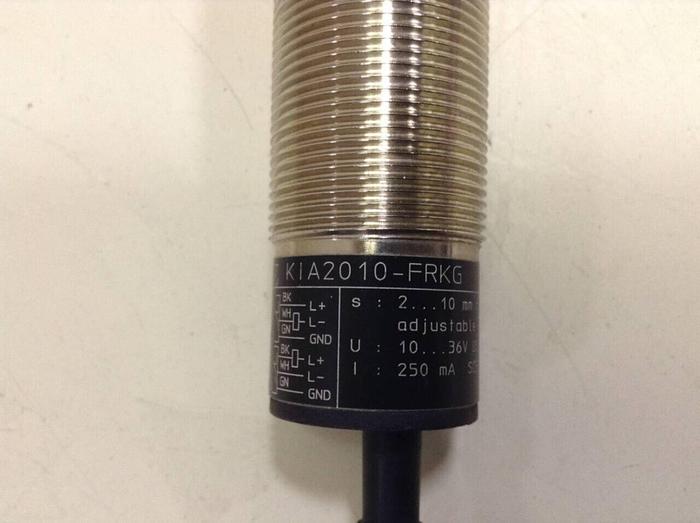 KIA2010-FRKG
BK
L+
WH
L-
GN
GND
BK
L+
WH
L-
GN
GND
s : 2...10 mm
adjustable
U : 10...36V
I : 250 mA